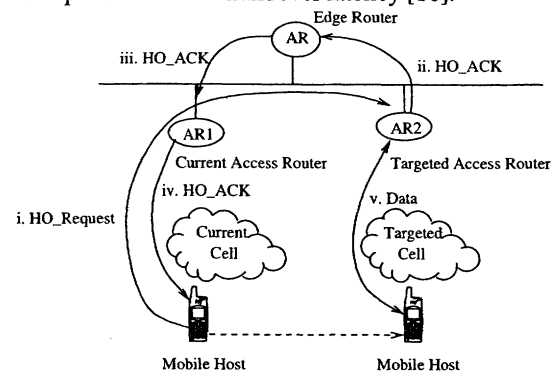 Edge Router
AR
iii. HO_ACK
ii. HO_ACK
AR1
AR2
Current Access Router
Targeted Access Router
iv. HO_ACK
i. HO_Request
v. Data
Current
Cell
Targeted
Cell
Mobile Host
Mobile Host